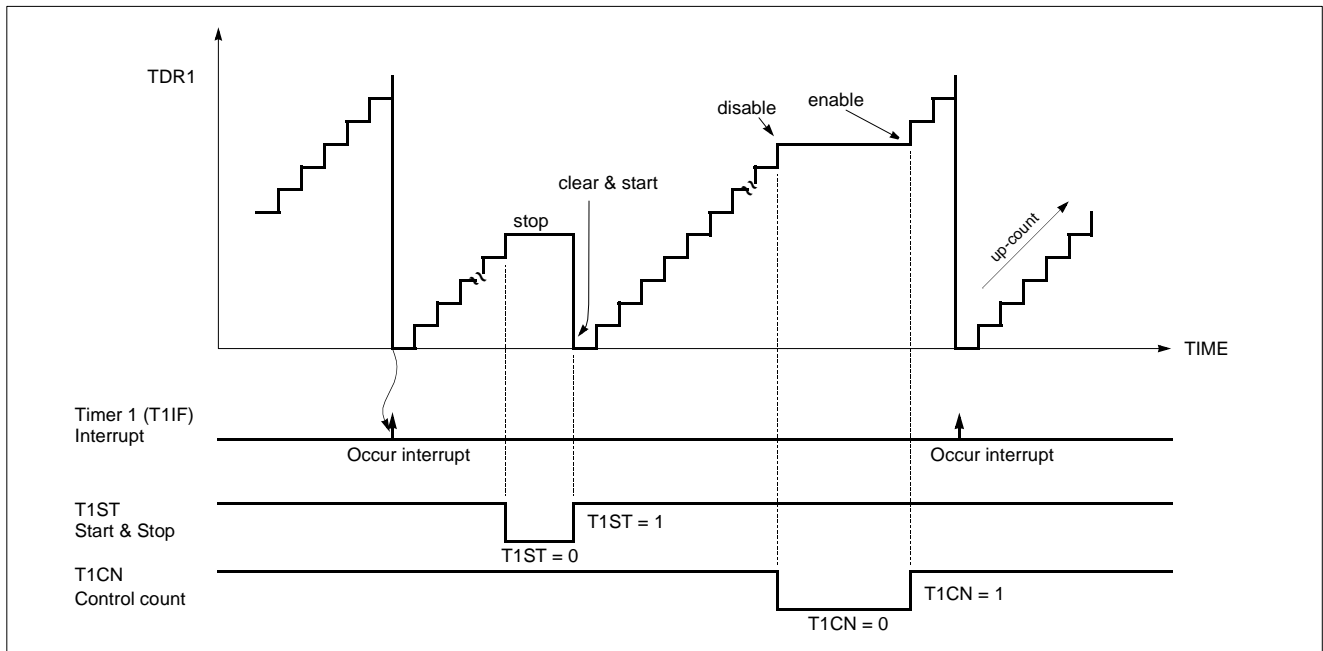 TDR1
disable
enable
clear & start
stop
up-count
TIME
Timer 1 (T1IF)
Interrupt
Occur interrupt
Occur interrupt
T1ST
Start & Stop
T1ST = 1
T1ST = 0
T1CN
Control count
T1CN = 1
T1CN = 0